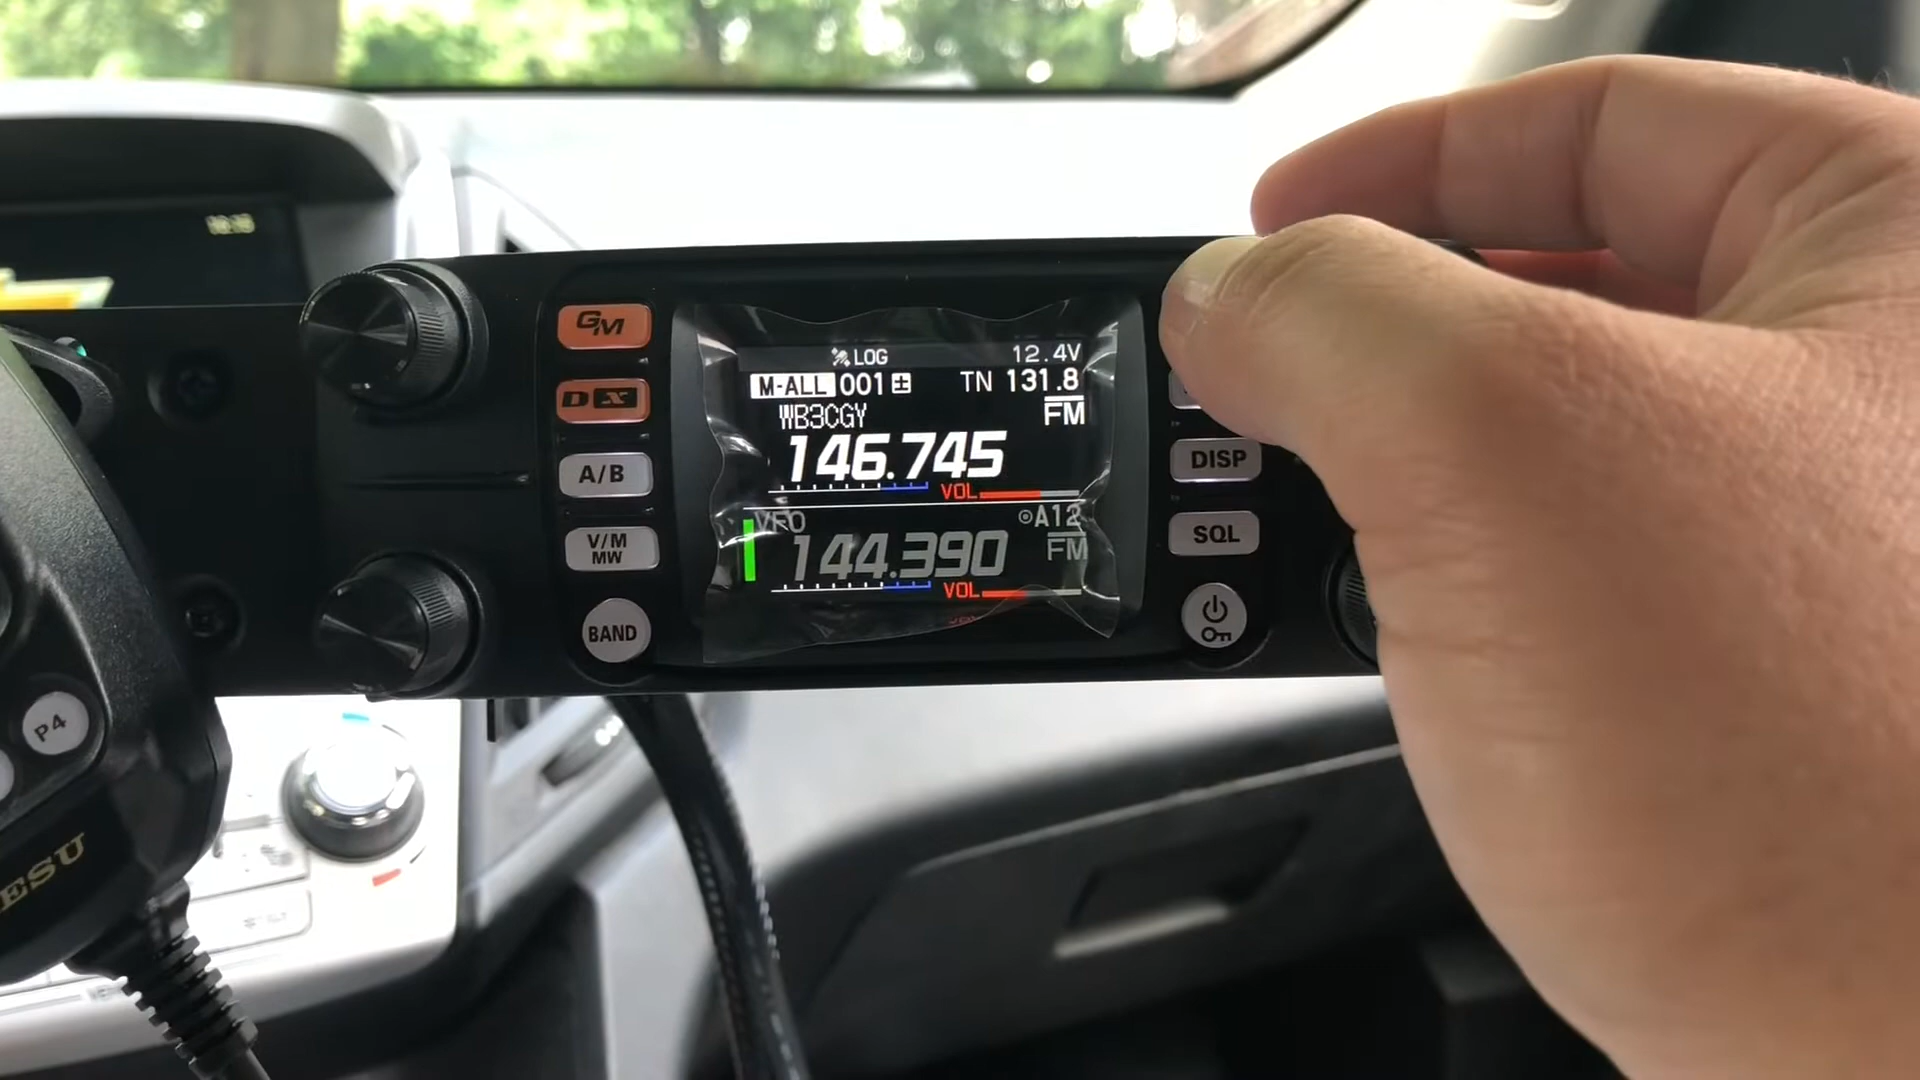 GM
DX
A/B
V/M
MW
BAND
LOG
12.4V
M-ALL 001 ± TN 131.8
WB3CGY FM
146.745
VOL
VFO A12
144.390 FM
VOL
DISP
SQL
P4
ESU